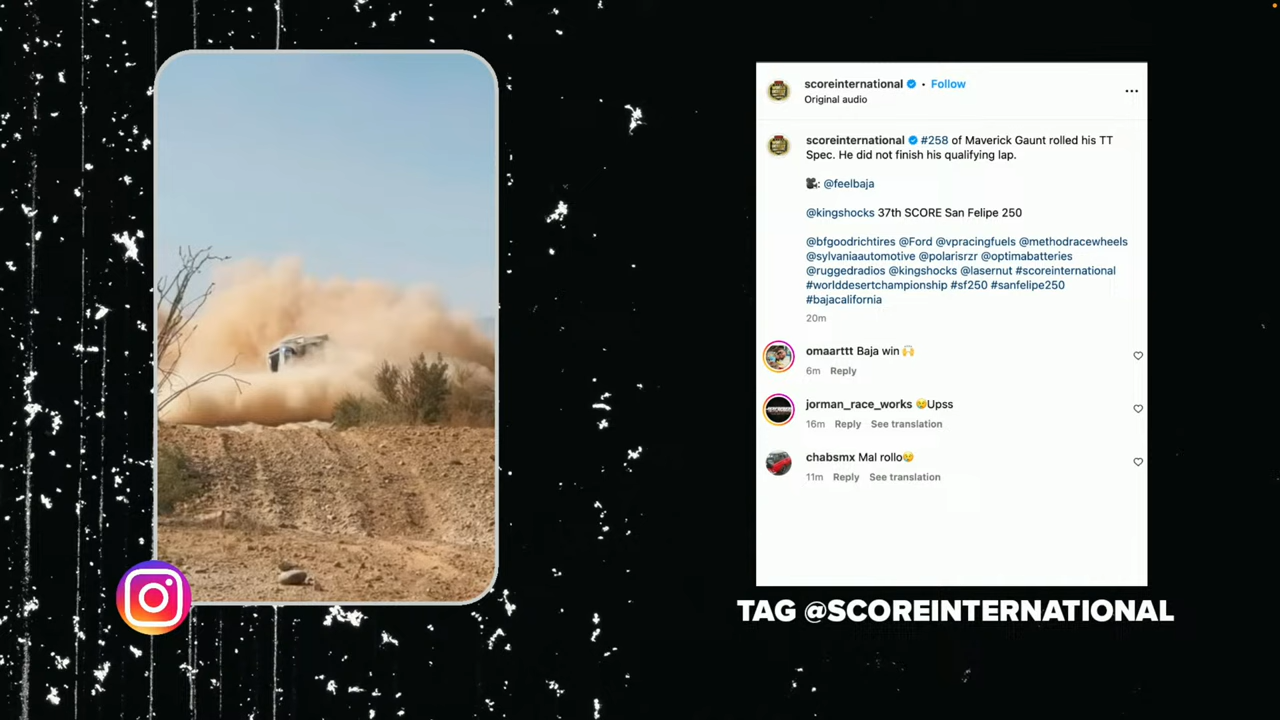 scoreinternational • Follow
Original audio
scoreinternational #258 of Maverick Gaunt rolled his TT
Spec. He did not finish his qualifying lap.
: @feelbaja
@kingshocks 37th SCORE San Felipe 250
@bfgoodrichtires @Ford @vpracingfuels @methodracewheels
@sylvaniaautomotive @polarisrzr @optimabatteries
@ruggedradios @kingshocks @lasernut #scoreinternational
#worlddesertchampionship #sf250 #sanfelipe250
#bajacalifornia
20m
omaarttt Baja win 🙌
6m Reply
jorman_race_works 😢Upss
16m Reply See translation
chabsmx Mal rollo😢
11m Reply See translation
TAG @SCOREINTERNATIONAL